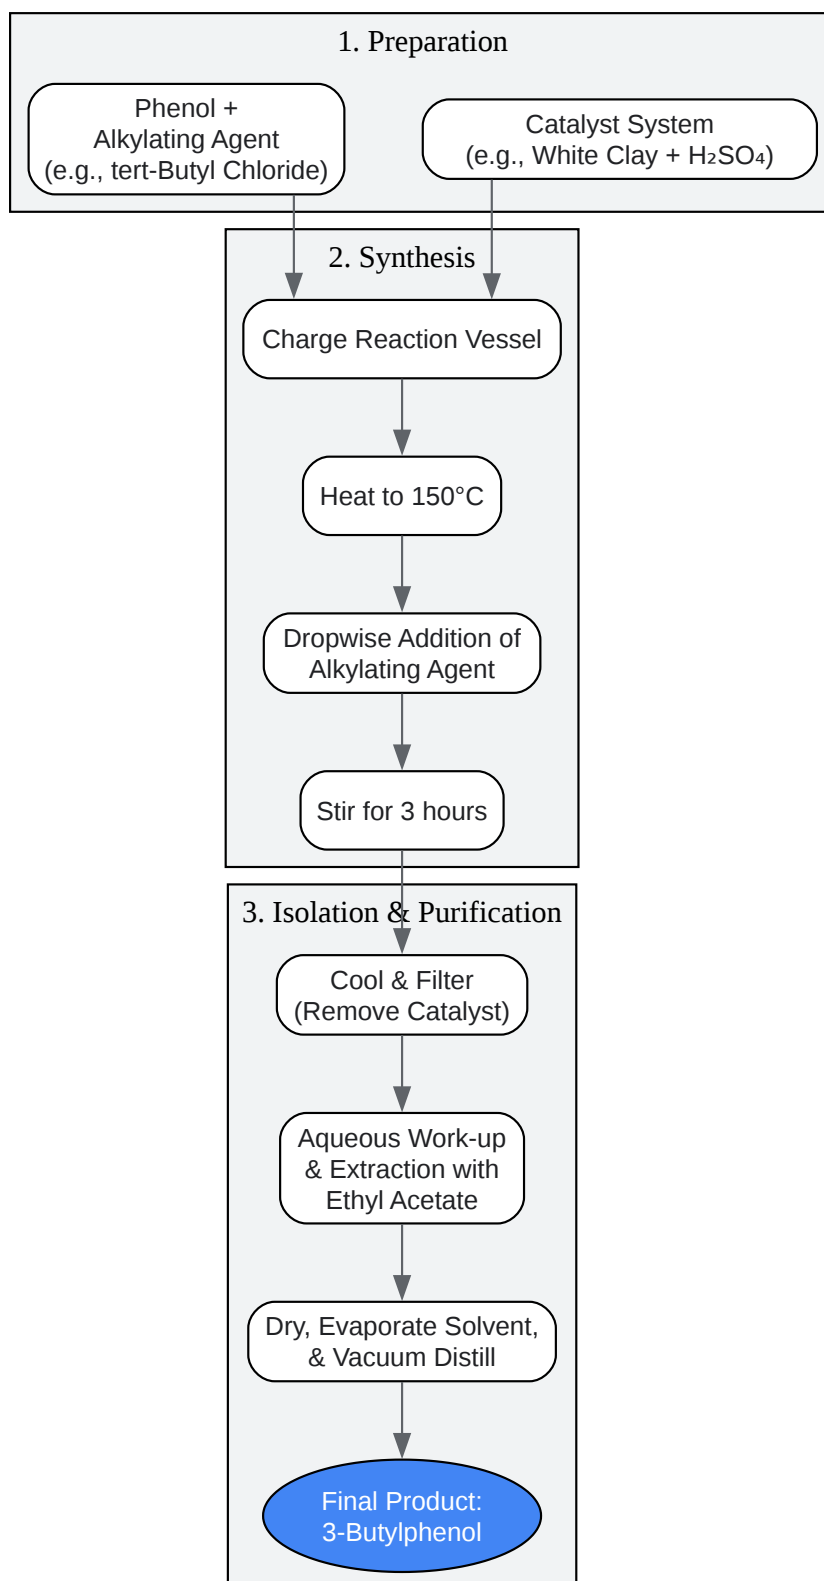 1. Preparation
Phenol +
Alkylating Agent
(e.g., tert-Butyl Chloride)
Catalyst System
(e.g., White Clay + H₂SO₄)
2. Synthesis
Charge Reaction Vessel
Heat to 150°C
Dropwise Addition of
Alkylating Agent
Stir for 3 hours
3. Isolation & Purification
Cool & Filter
(Remove Catalyst)
Aqueous Work-up
& Extraction with
Ethyl Acetate
Dry, Evaporate Solvent,
& Vacuum Distill
Final Product:
3-Butylphenol